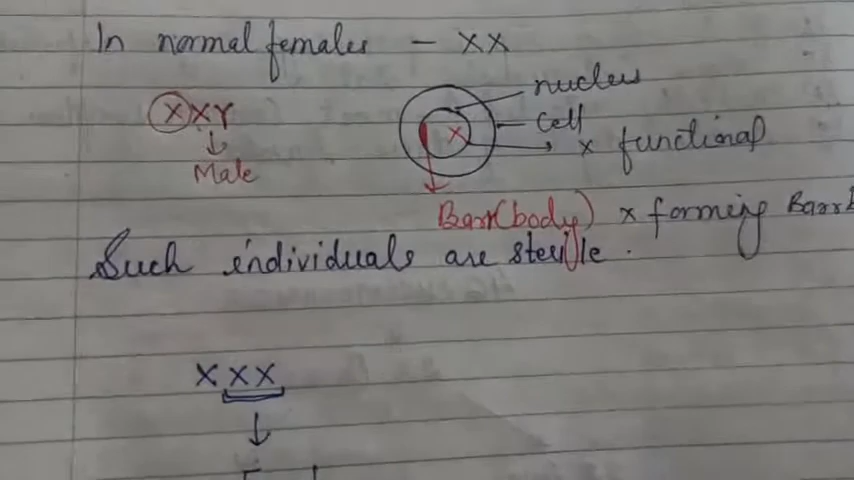 In normal females - XX
nucleus
XXY
cell
x functional
Male
Barr(body) x forming Barr
Such individuals are sterile.
X
XXX